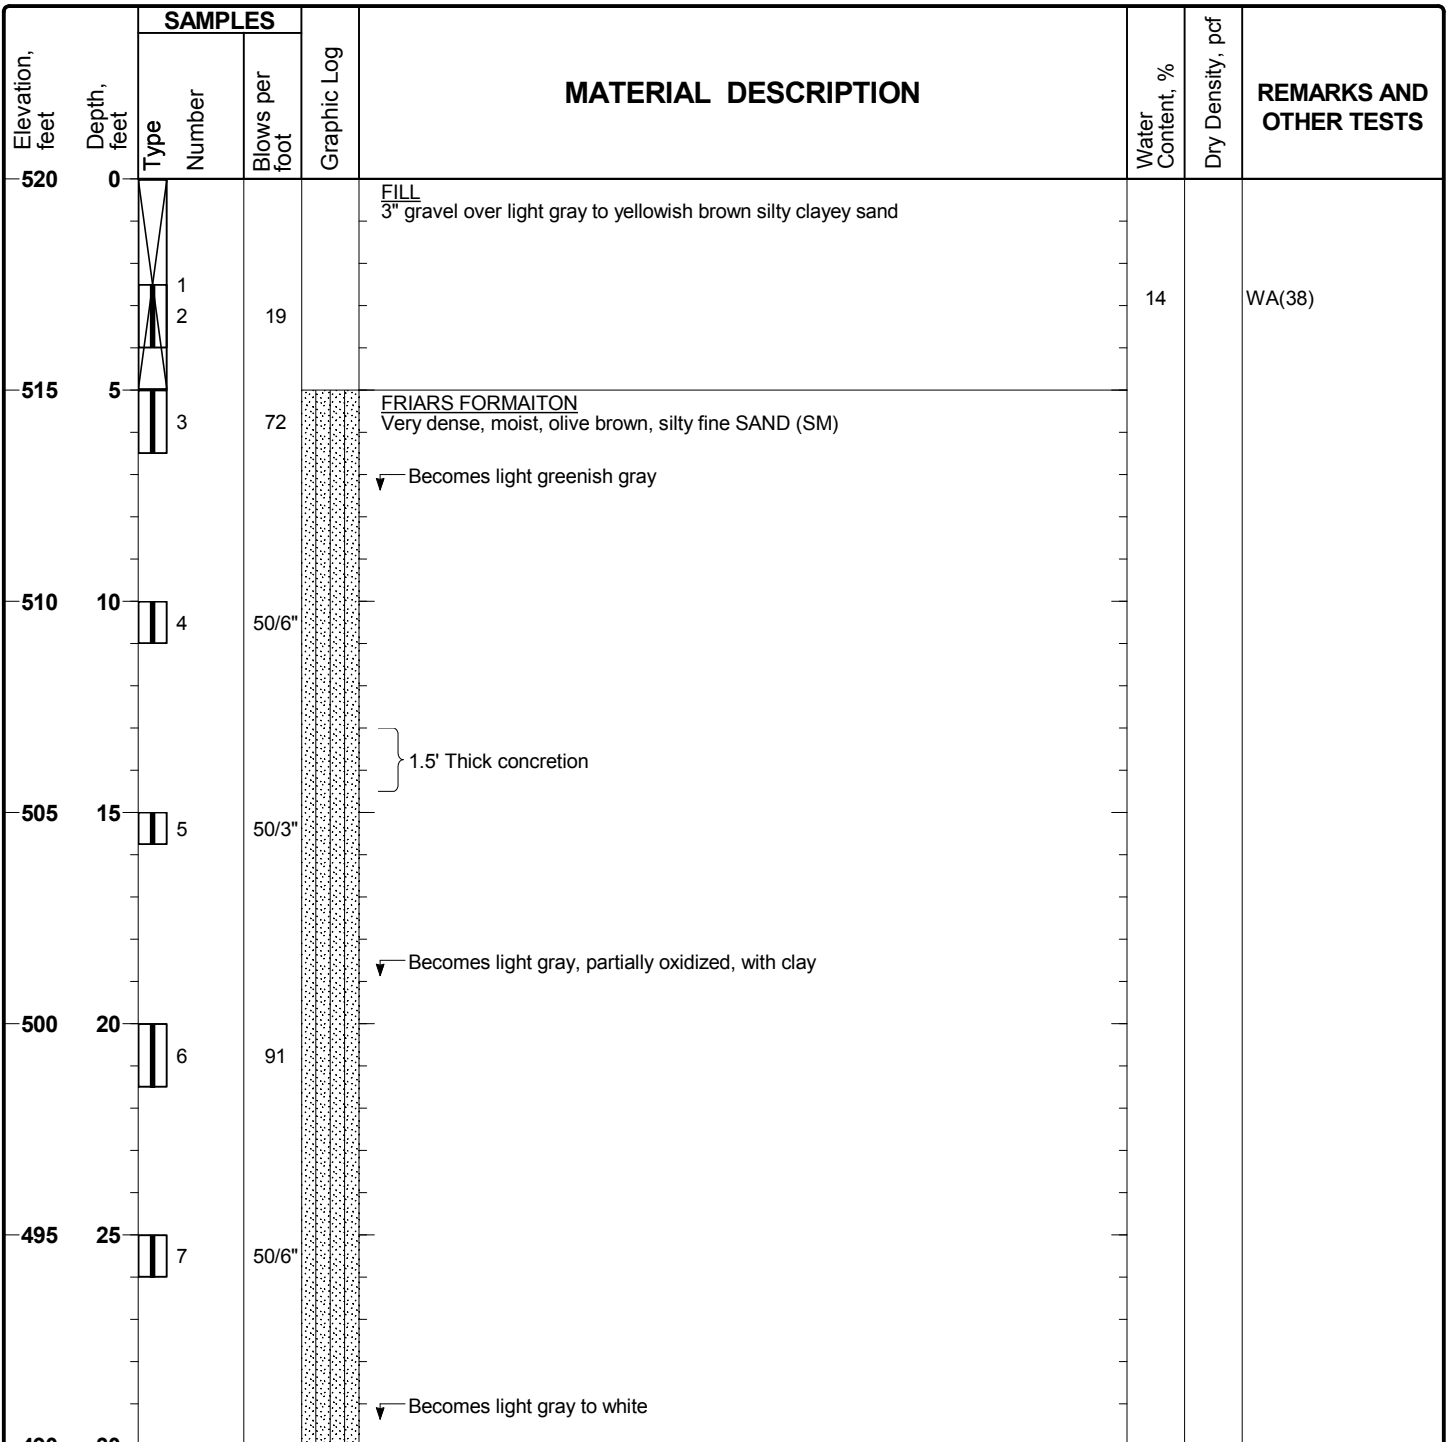 SAMPLES
Elevation,
feet
Depth,
feet
Type
Number
Blows per
foot
Graphic Log
MATERIAL DESCRIPTION
Water
Content, %
Dry Density, pcf
REMARKS AND
OTHER TESTS
520 0
FILL
3" gravel over light gray to yellowish brown silty clayey sand
1
14 WA(38)
2 19
515 5
FRIARS FORMAITON
3 72 Very dense, moist, olive brown, silty fine SAND (SM)
Becomes light greenish gray
510 10
4 50/6"
1.5' Thick concretion
505 15
5 50/3"
Becomes light gray, partially oxidized, with clay
500 20
6 91
495 25
7 50/6"
Becomes light gray to white